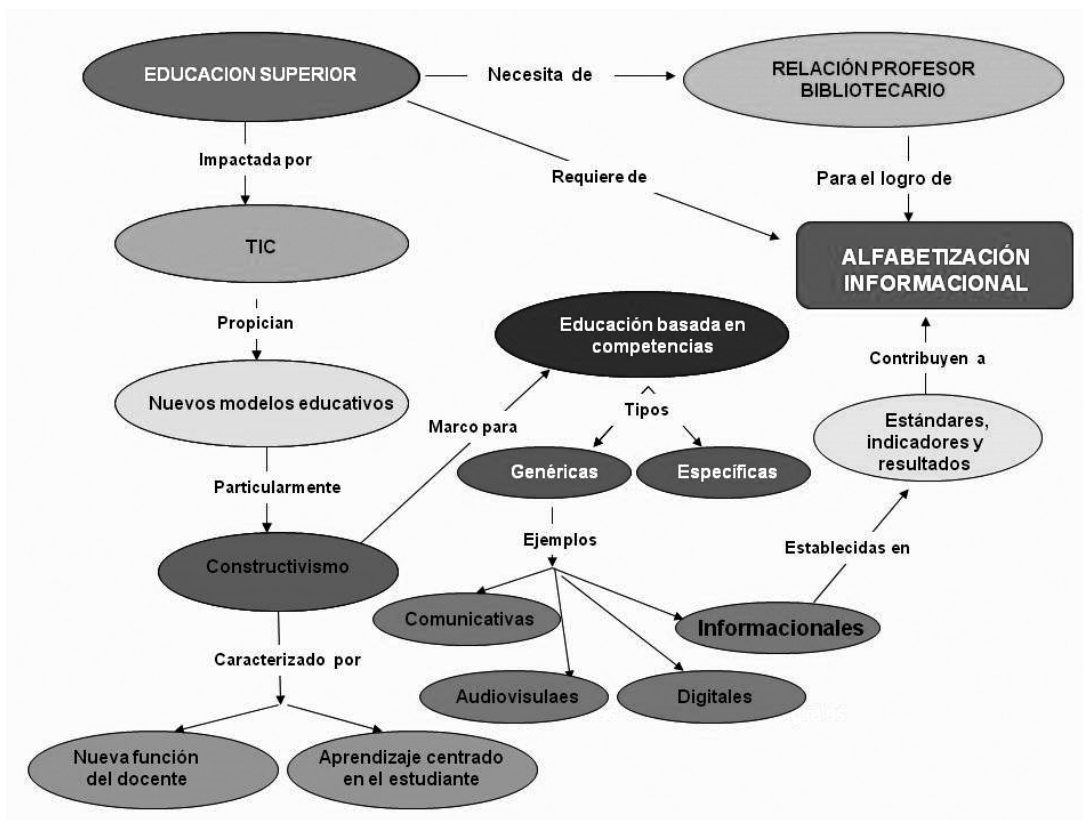 EDUCACION SUPERIOR
Necesita de
RELACIÓN PROFESOR
BIBLIOTECARIO
Impactada por
Requiere de
Para el logro de
TIC
ALFABETIZACIÓN
INFORMACIONAL
Propician
Educación basada en
competencias
Contribuyen a
Nuevos modelos educativos
Marco para
Tipos
Estándares,
indicadores y
resultados
Genéricas
Específicas
Particularmente
Ejemplos
Establecidas en
Constructivismo
Comunicativas
Informacionales
Caracterizado por
Audiovisulaes
Digitales
Nueva función
del docente
Aprendizaje centrado
en el estudiante